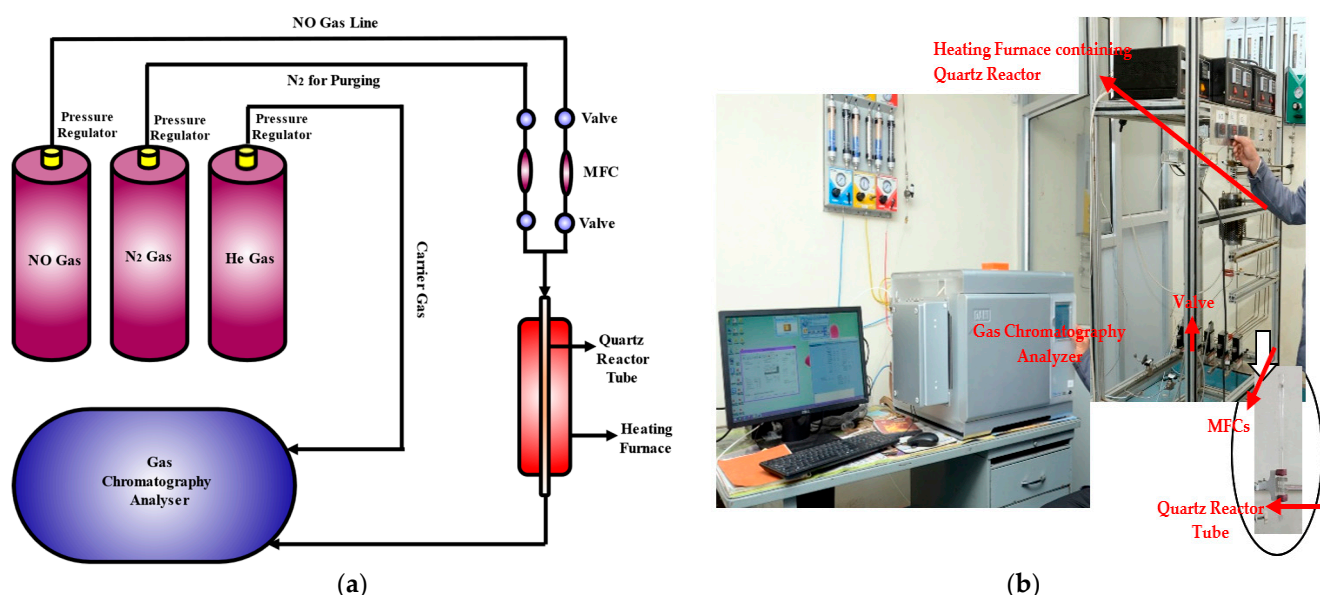 NO Gas Line
N2 for Purging
Pressure
Regulator
Pressure
Regulator
Pressure
Regulator
Valve
MFC
Valve
NO Gas
N2 Gas
He Gas
Carrier Gas
Quartz
Reactor
Tube
Heating
Furnace
Gas
Chromatography
Analyser
(a)
Heating Furnace containing
Quartz Reactor
Gas Chromatography
Analyzer
Valve
MFCs
Quartz Reactor
Tube
(b)